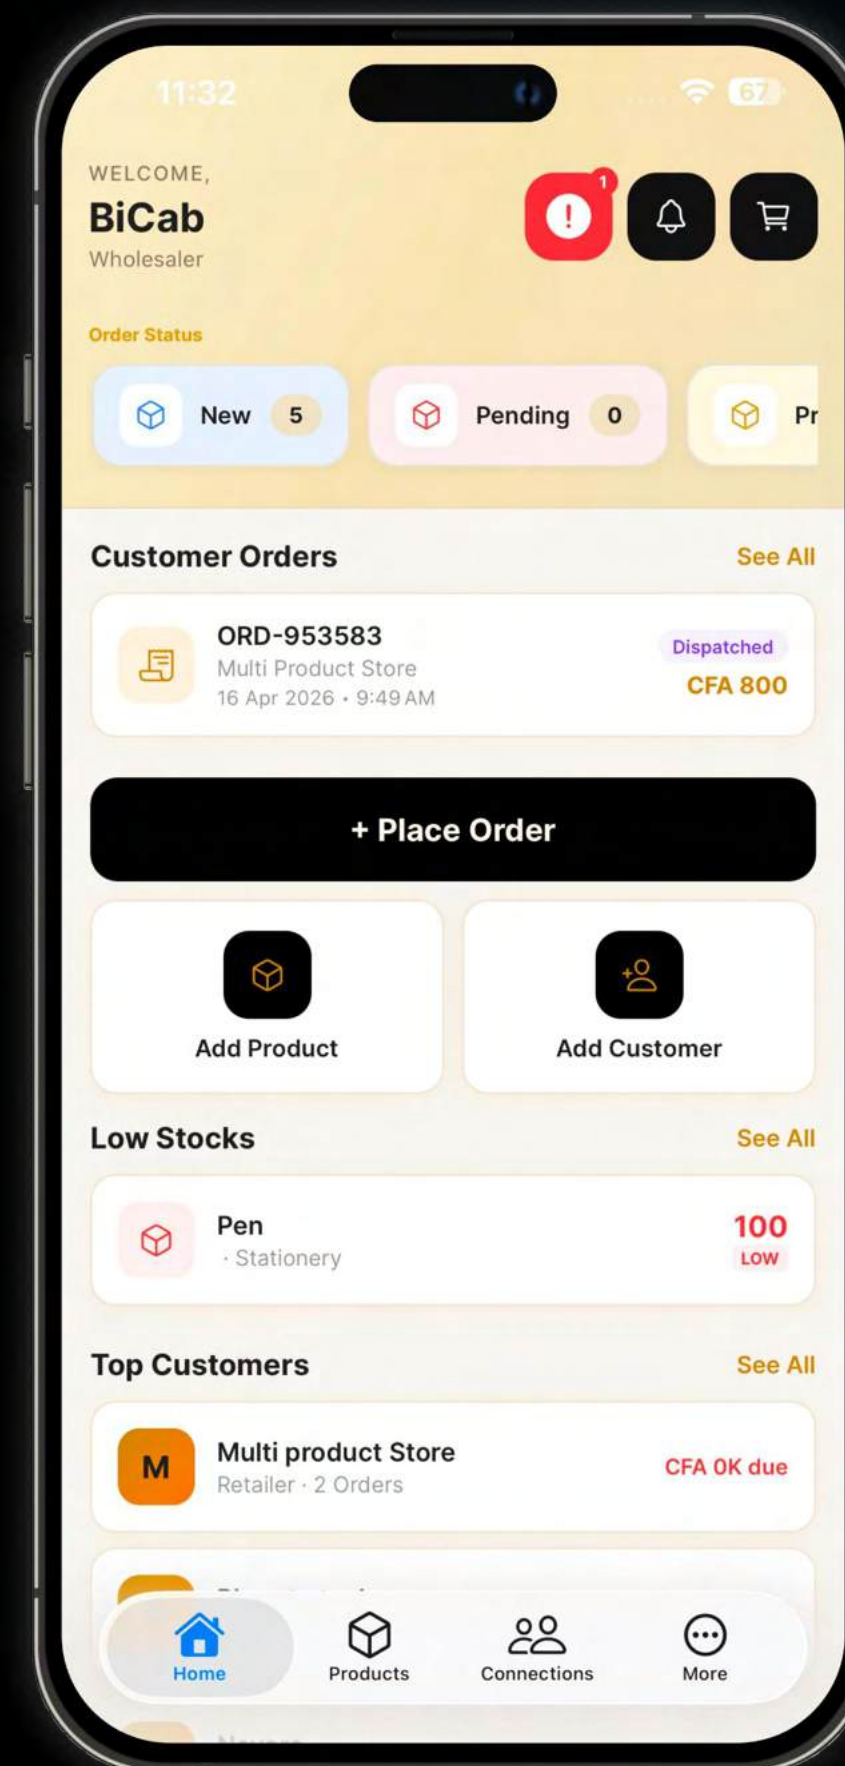 11:32
67
WELCOME,
BiCab
Wholesaler
1
!
Order Status
New 5
Pending 0
Pr
Customer Orders See All
ORD-953583
Multi Product Store
16 Apr 2026 • 9:49 AM
Dispatched
CFA 800
+ Place Order
Add Product
Add Customer
Low Stocks See All
Pen
· Stationery
100
LOW
Top Customers See All
M
Multi product Store
Retailer · 2 Orders
CFA 0K due
Home
Products
Connections
More